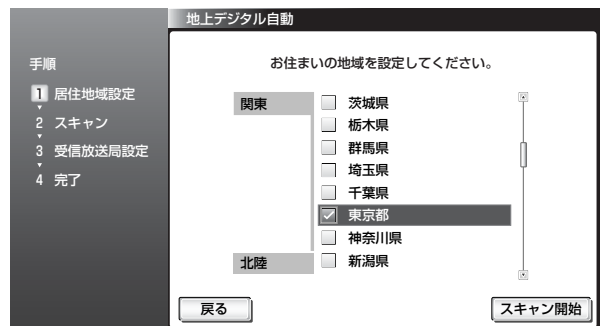 地上デジタル自動
手順
1 居住地域設定
2 スキャン
3 受信放送局設定
4 完了
お住まいの地域を設定してください。
関東
茨城県
栃木県
群馬県
埼玉県
千葉県
東京都
神奈川県
北陸
新潟県
戻る
スキャン開始